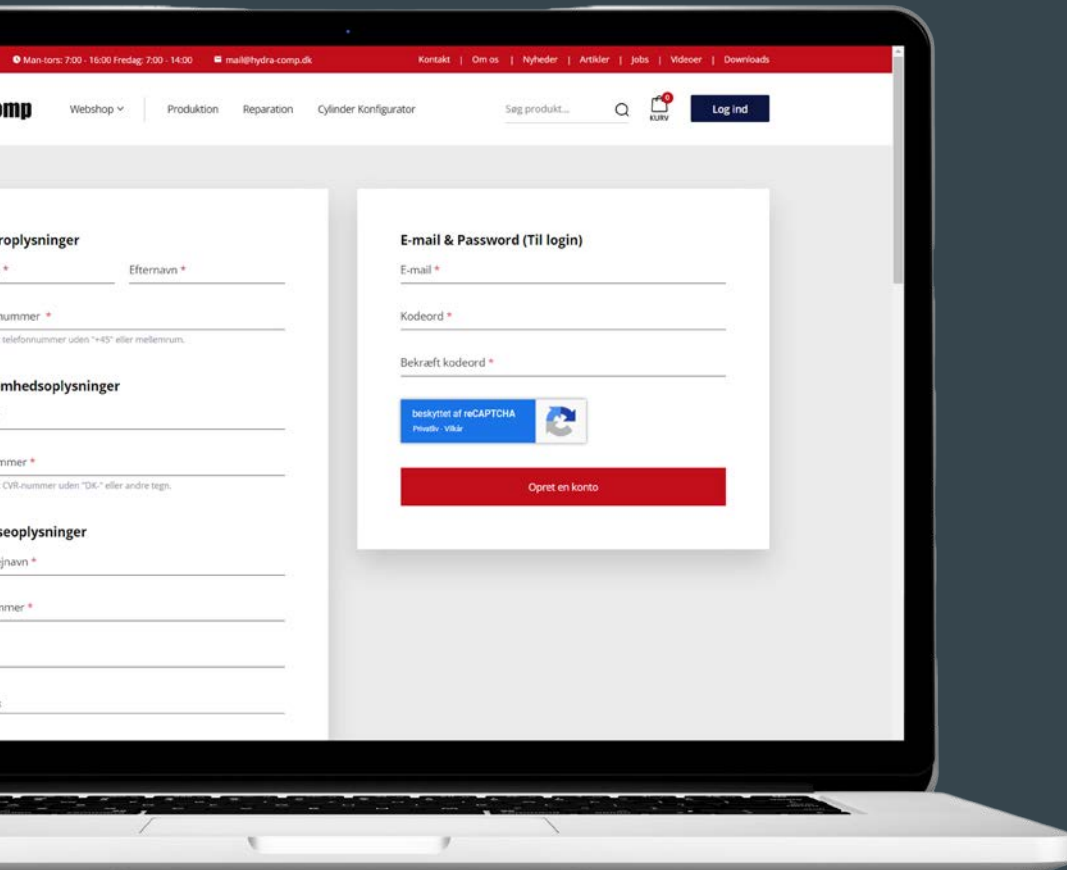 Man-tors: 7:00 - 16:00 Fredag: 7:00 - 14:00 mail@hydra-comp.dk Kontakt | Om os | Nyheder | Artikler | Jobs | Videoer | Downloads
omp Webshop Produktion Reparation Cylinder Konfigurator Søg produkt... 0 KURV Log ind
roplysninger
* Efternavn *
nummer *
telefonnummer uden "+45" eller mellemrum.
mhedsoplysninger
mmer *
CVR-nummer uden "DK-" eller andre tegn.
seoplysninger
ejnavn *
mmer *
E-mail & Password (Til login)
E-mail *
Kodeord *
Bekræft kodeord *
beskyttet af reCAPTCHA
Privatliv - Vilkår
Opret en konto